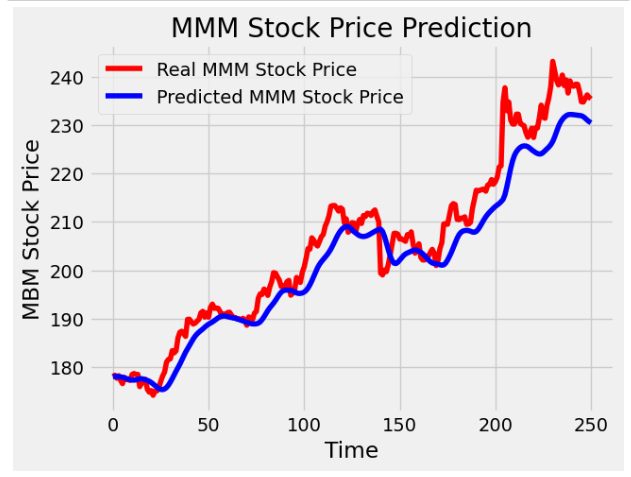 MMM Stock Price Prediction
Real MMM Stock Price
Predicted MMM Stock Price
MBM Stock Price
240
230
220
210
200
190
180
0 50 100 150 200 250
Time